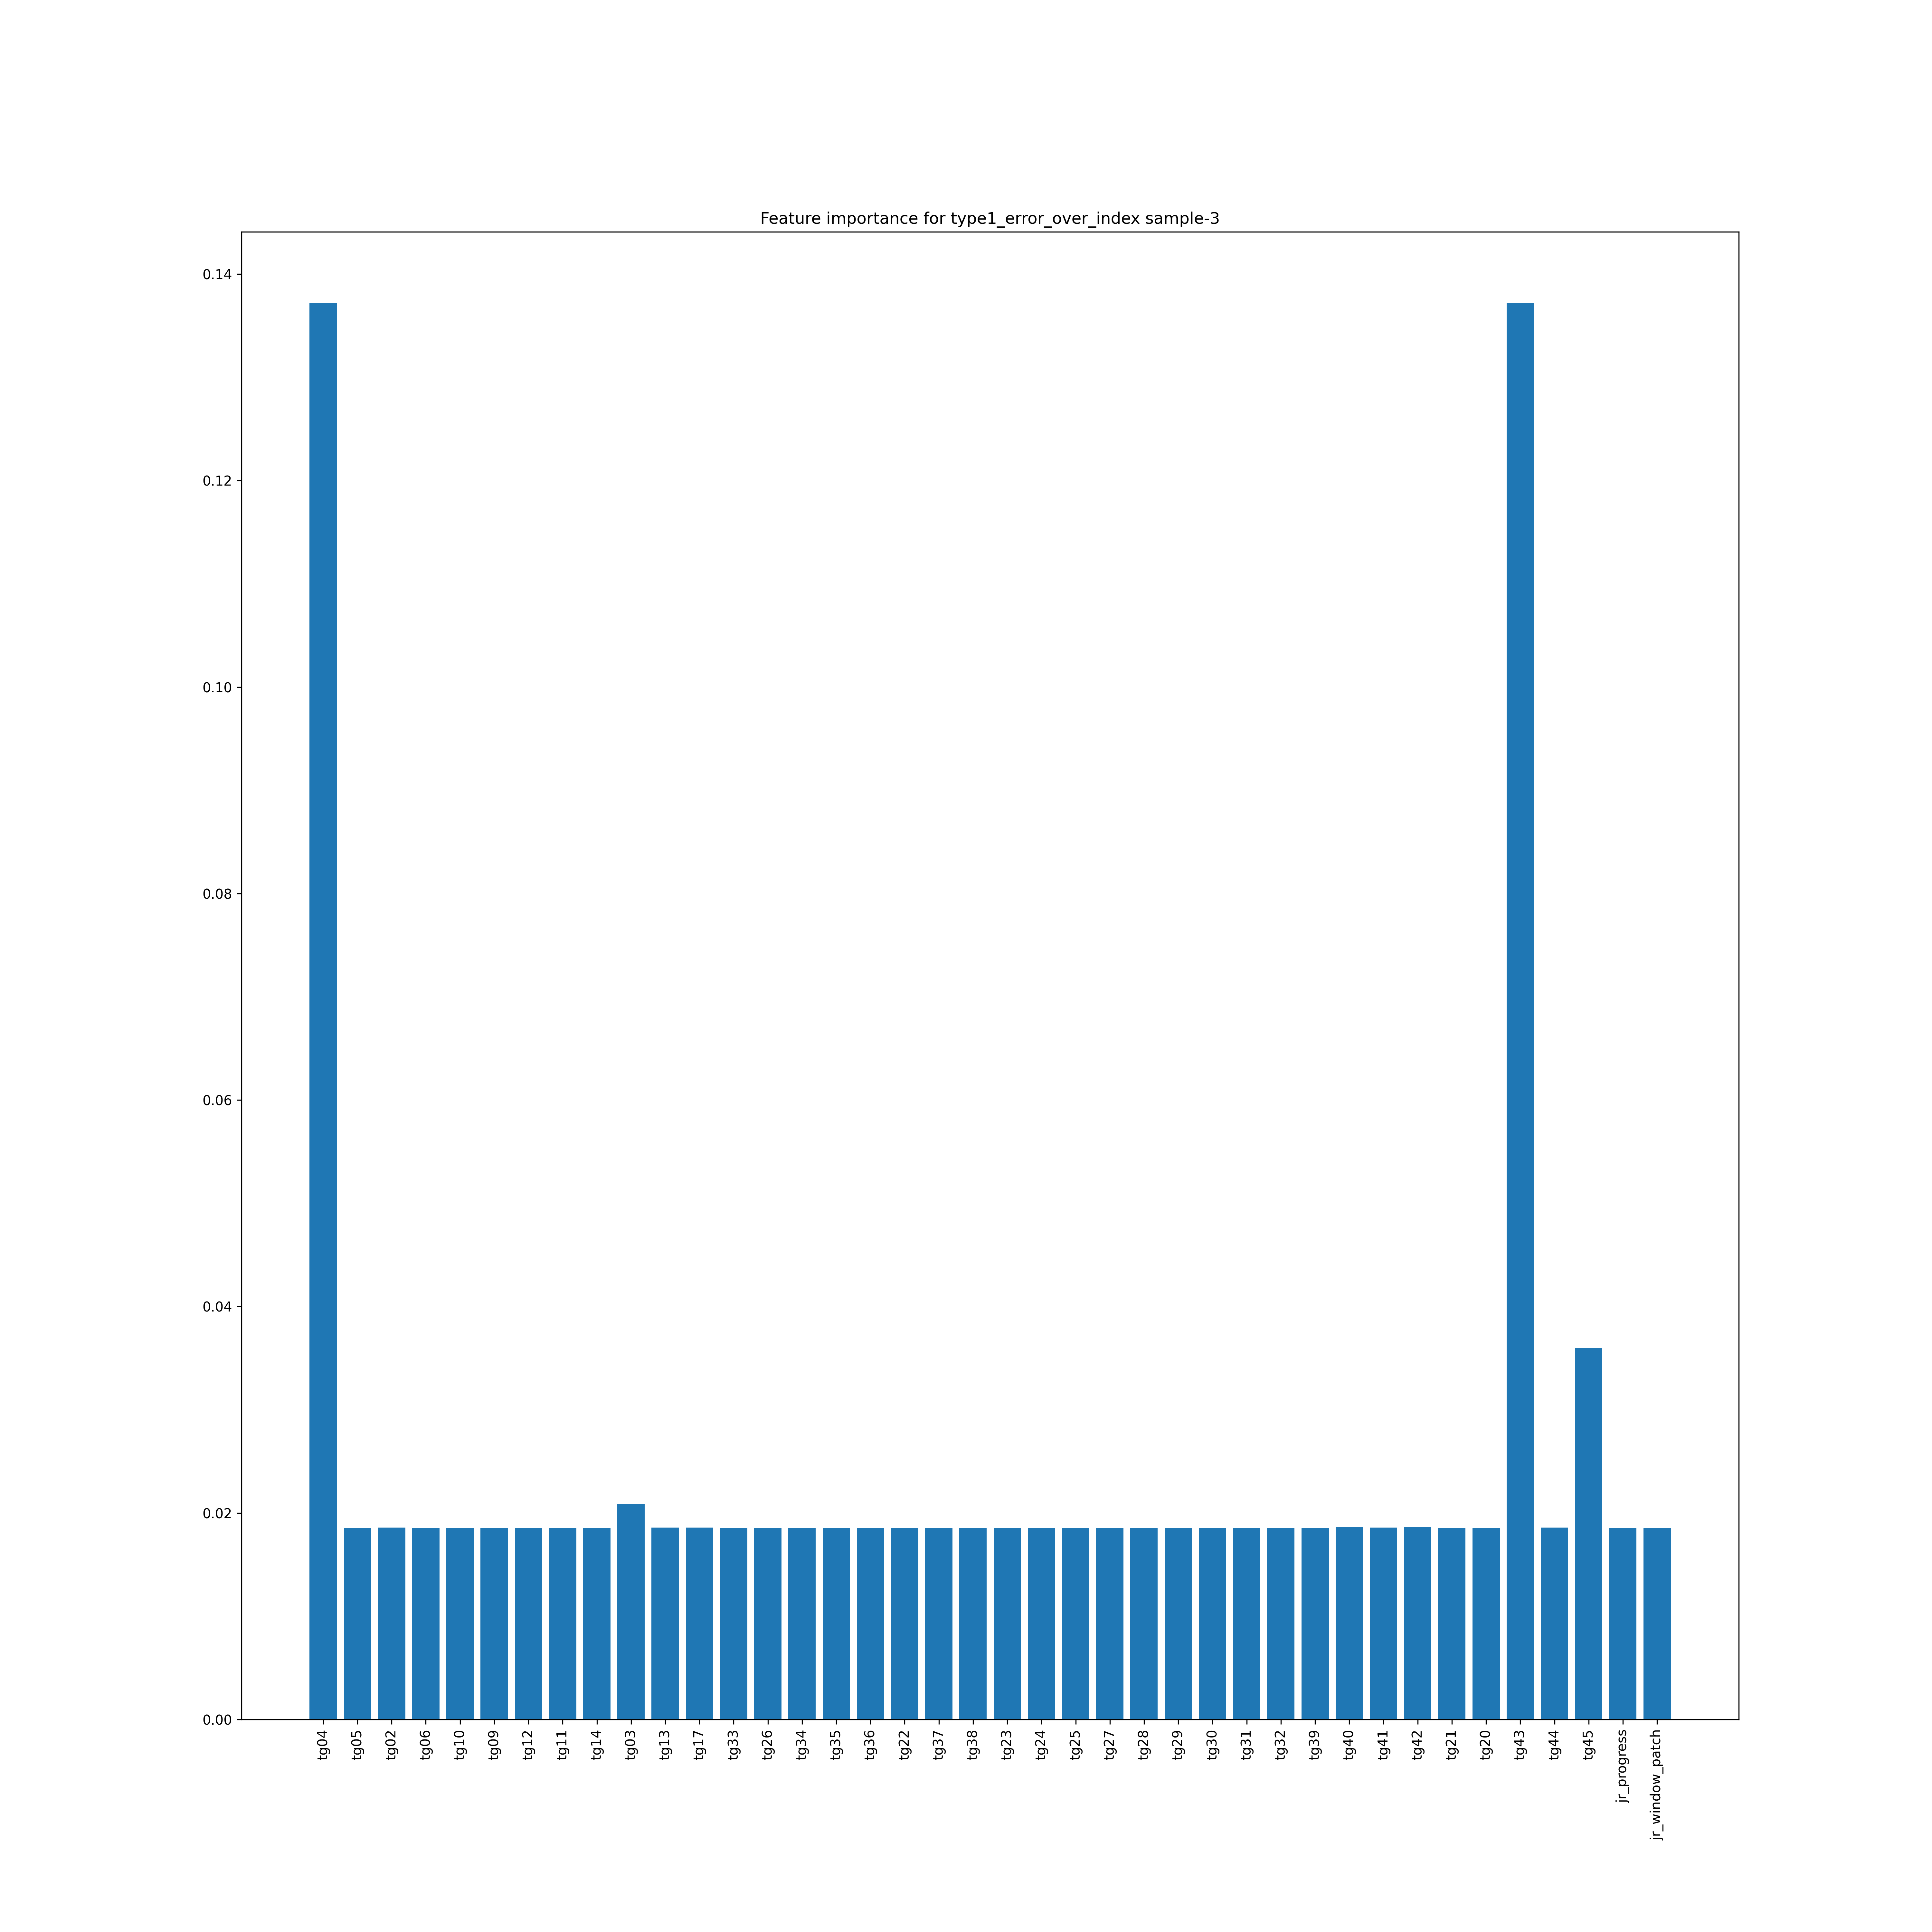 Feature importance for type1_error_over_index sample-3
0.14
0.12
0.10
0.08
0.06
0.04
0.02
0.00
tg04
tg05
tg02
tg06
tg10
tg09
tg12
tg11
tg14
tg03
tg13
tg17
tg33
tg26
tg34
tg35
tg36
tg22
tg37
tg38
tg23
tg24
tg25
tg27
tg28
tg29
tg30
tg31
tg32
tg39
tg40
tg41
tg42
tg21
tg20
tg43
tg44
tg45
jr_progress
jr_window_patch